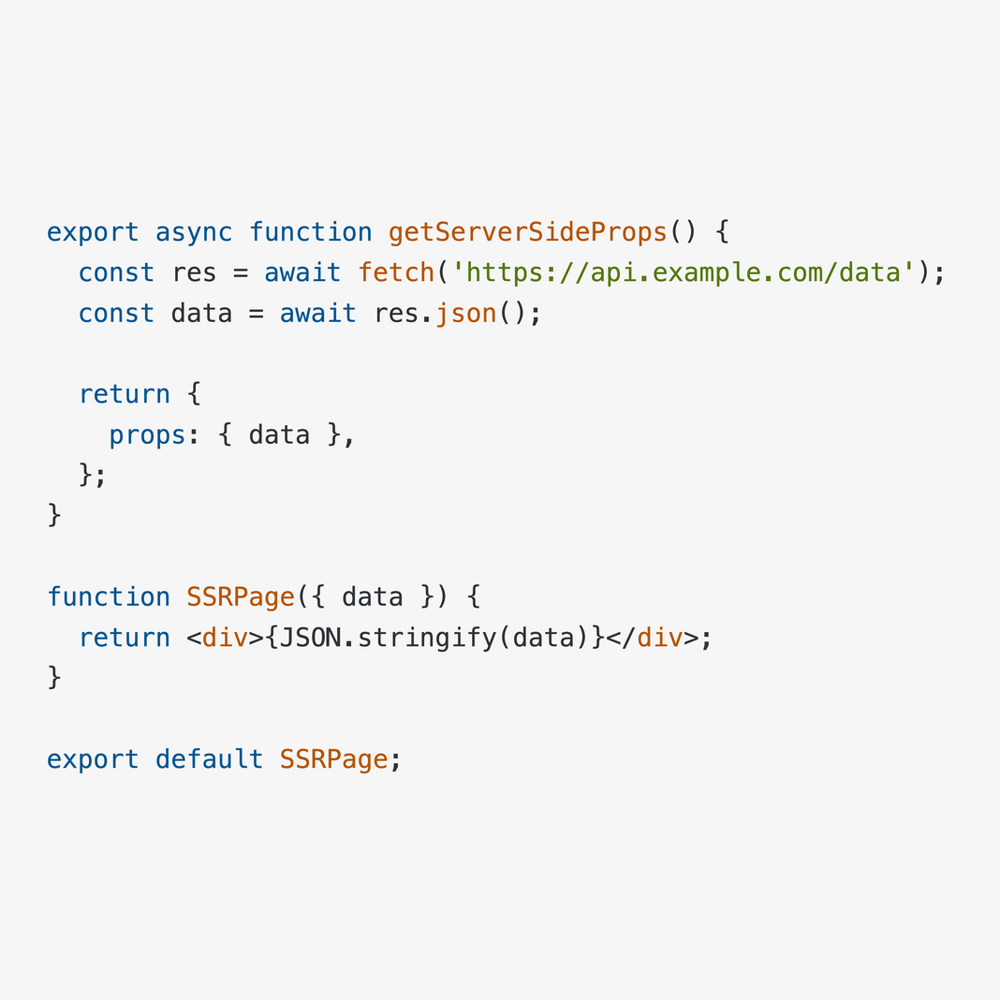 export async function getServerSideProps() {
  const res = await fetch('https://api.example.com/data');
  const data = await res.json();

  return {
    props: { data },
  };
}

function SSRPage({ data }) {
  return <div>{JSON.stringify(data)}</div>;
}

export default SSRPage;